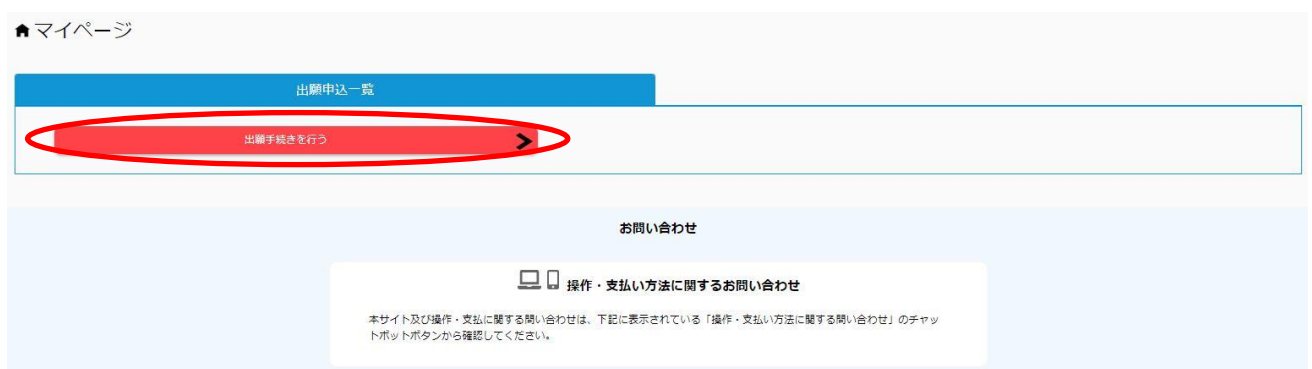 マイページ
出願申込一覧
出願手続きを行う
お問い合わせ
操作・支払い方法に関するお問い合わせ
本サイト及び操作・支払に関する問い合わせは、下記に表示されている「操作・支払い方法に関する問い合わせ」のチャッ
トボットボタンから確認してください。